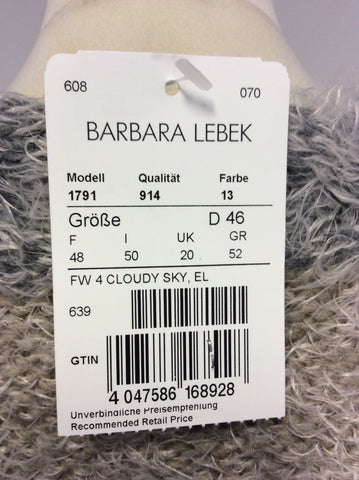 608 070
BARBARA LEBEK
Modell Qualität Farbe
1791 914 13
Größe D 46
F I UK GR
48 50 20 52
FW 4 CLOUDY SKY, EL
639
GTIN
4 047586 168928
Unverbindliche Preisempfehlung
Recommended Retail Price